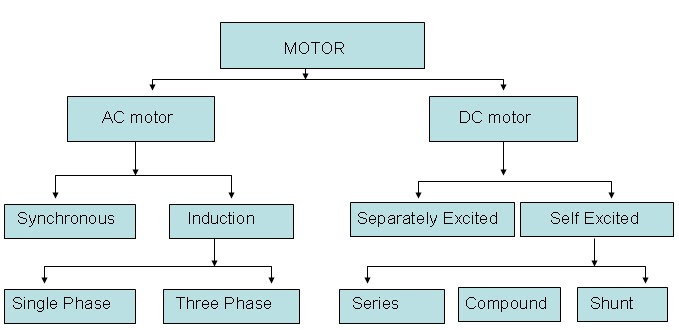 MOTOR
AC motor
DC motor
Synchronous
Induction
Separately Excited
Self Excited
Single Phase
Three Phase
Series
Compound
Shunt